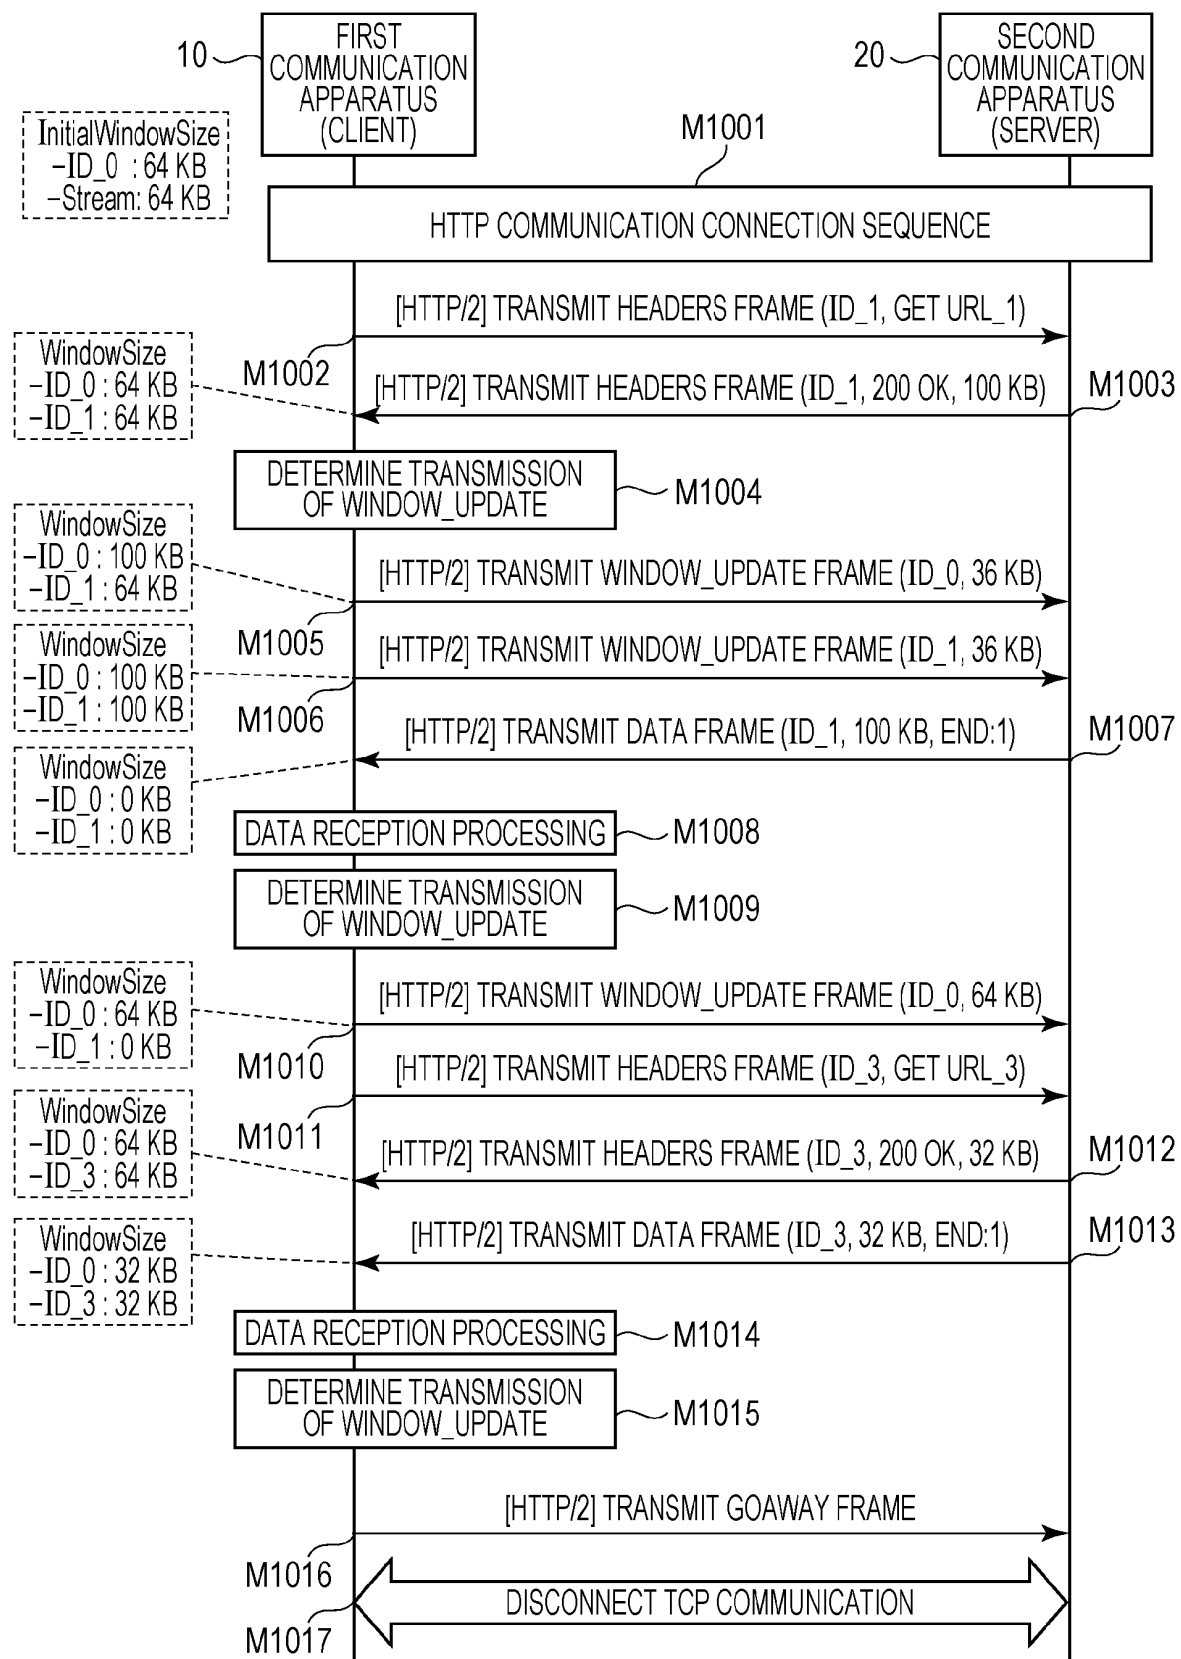 10
FIRST
COMMUNICATION
APPARATUS
(CLIENT)
20
SECOND
COMMUNICATION
APPARATUS
(SERVER)
InitialWindowSize
–ID_0 : 64 KB
–Stream: 64 KB
M1001
HTTP COMMUNICATION CONNECTION SEQUENCE
[HTTP/2] TRANSMIT HEADERS FRAME (ID_1, GET URL_1)
M1002
WindowSize
–ID_0 : 64 KB
–ID_1 : 64 KB
[HTTP/2] TRANSMIT HEADERS FRAME (ID_1, 200 OK, 100 KB)
M1003
DETERMINE TRANSMISSION
OF WINDOW_UPDATE
M1004
WindowSize
–ID_0 : 100 KB
–ID_1 : 64 KB
[HTTP/2] TRANSMIT WINDOW_UPDATE FRAME (ID_0, 36 KB)
M1005
WindowSize
–ID_0 : 100 KB
–ID_1 : 100 KB
[HTTP/2] TRANSMIT WINDOW_UPDATE FRAME (ID_1, 36 KB)
M1006
[HTTP/2] TRANSMIT DATA FRAME (ID_1, 100 KB, END:1)
M1007
WindowSize
–ID_0 : 0 KB
–ID_1 : 0 KB
DATA RECEPTION PROCESSING
M1008
DETERMINE TRANSMISSION
OF WINDOW_UPDATE
M1009
WindowSize
–ID_0 : 64 KB
–ID_1 : 0 KB
[HTTP/2] TRANSMIT WINDOW_UPDATE FRAME (ID_0, 64 KB)
M1010
[HTTP/2] TRANSMIT HEADERS FRAME (ID_3, GET URL_3)
M1011
WindowSize
–ID_0 : 64 KB
–ID_3 : 64 KB
[HTTP/2] TRANSMIT HEADERS FRAME (ID_3, 200 OK, 32 KB)
M1012
WindowSize
–ID_0 : 32 KB
–ID_3 : 32 KB
[HTTP/2] TRANSMIT DATA FRAME (ID_3, 32 KB, END:1)
M1013
DATA RECEPTION PROCESSING
M1014
DETERMINE TRANSMISSION
OF WINDOW_UPDATE
M1015
[HTTP/2] TRANSMIT GOAWAY FRAME
M1016
DISCONNECT TCP COMMUNICATION
M1017